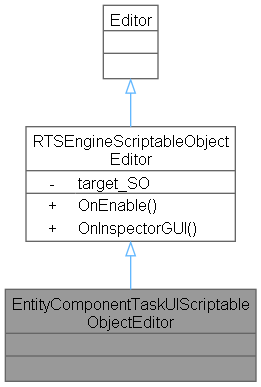 Editor
RTSEngineScriptableObject
Editor
- target_SO
+ OnEnable()
+ OnInspectorGUI()
EntityComponentTaskUIScriptable
ObjectEditor